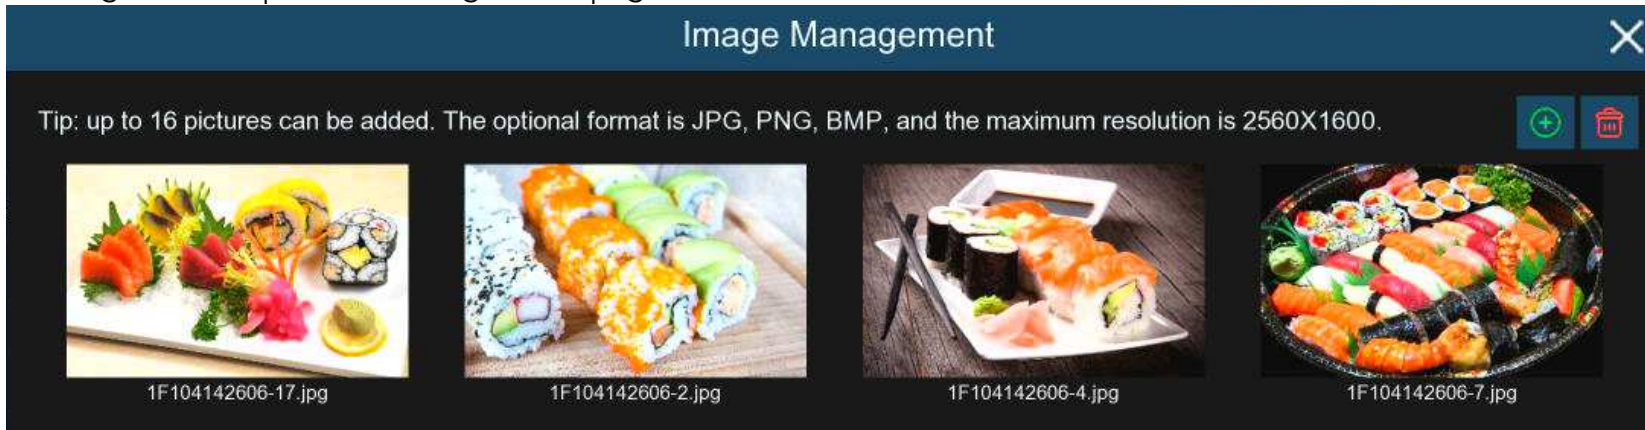 Image Management
Tip: up to 16 pictures can be added. The optional format is JPG, PNG, BMP, and the maximum resolution is 2560X1600.
1F104142606-17.jpg
1F104142606-2.jpg
1F104142606-4.jpg
1F104142606-7.jpg